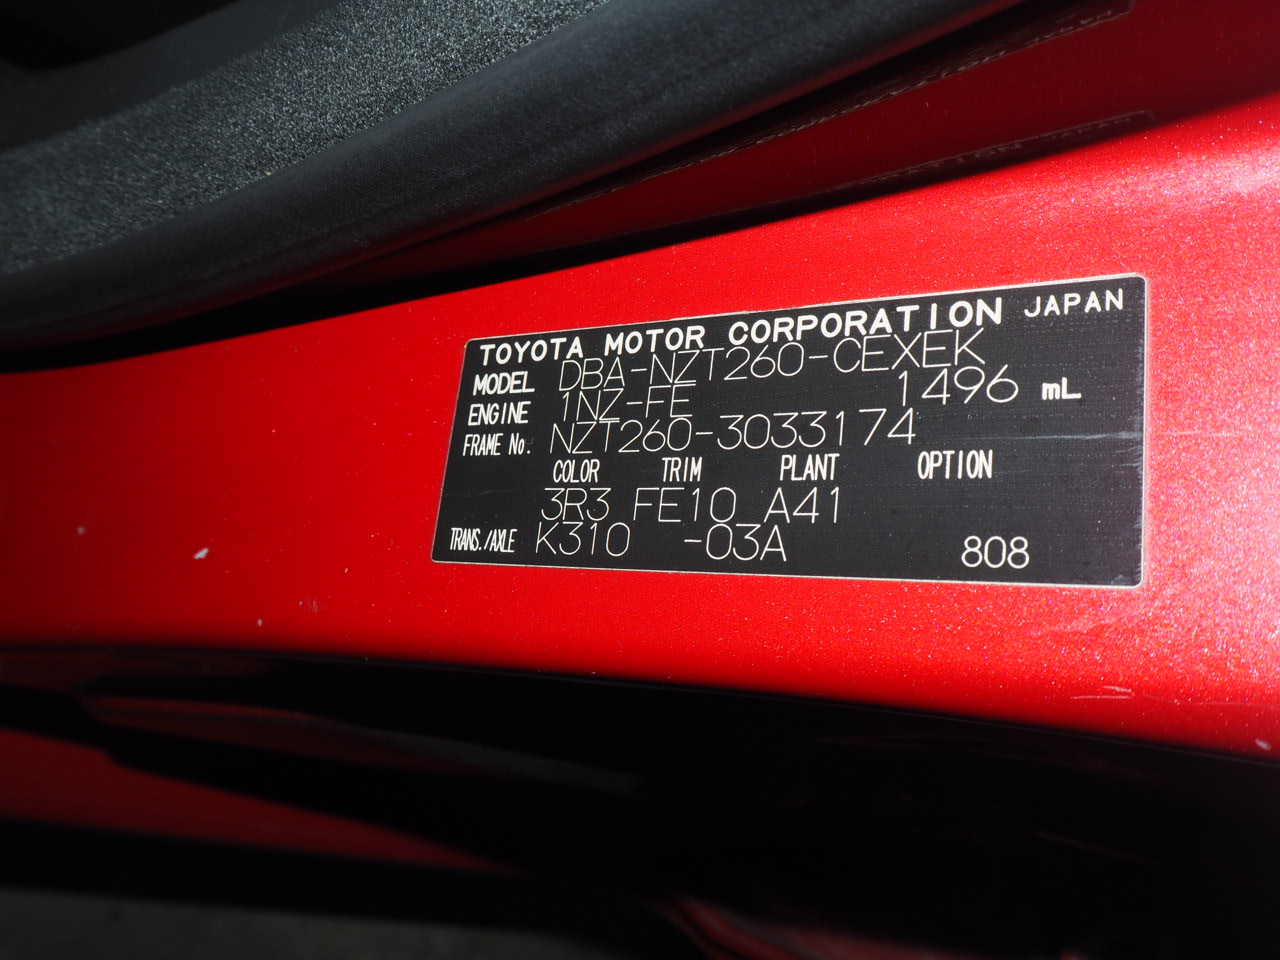 TOYOTA MOTOR CORPORATION JAPAN
MODEL DBA-NZT260-CEXEK
ENGINE 1NZ-FE 1496 mL
FRAME No. NZT260-3033174
COLOR TRIM PLANT OPTION
3R3 FE10 A41
TRANS./AXLE K310 -03A 808